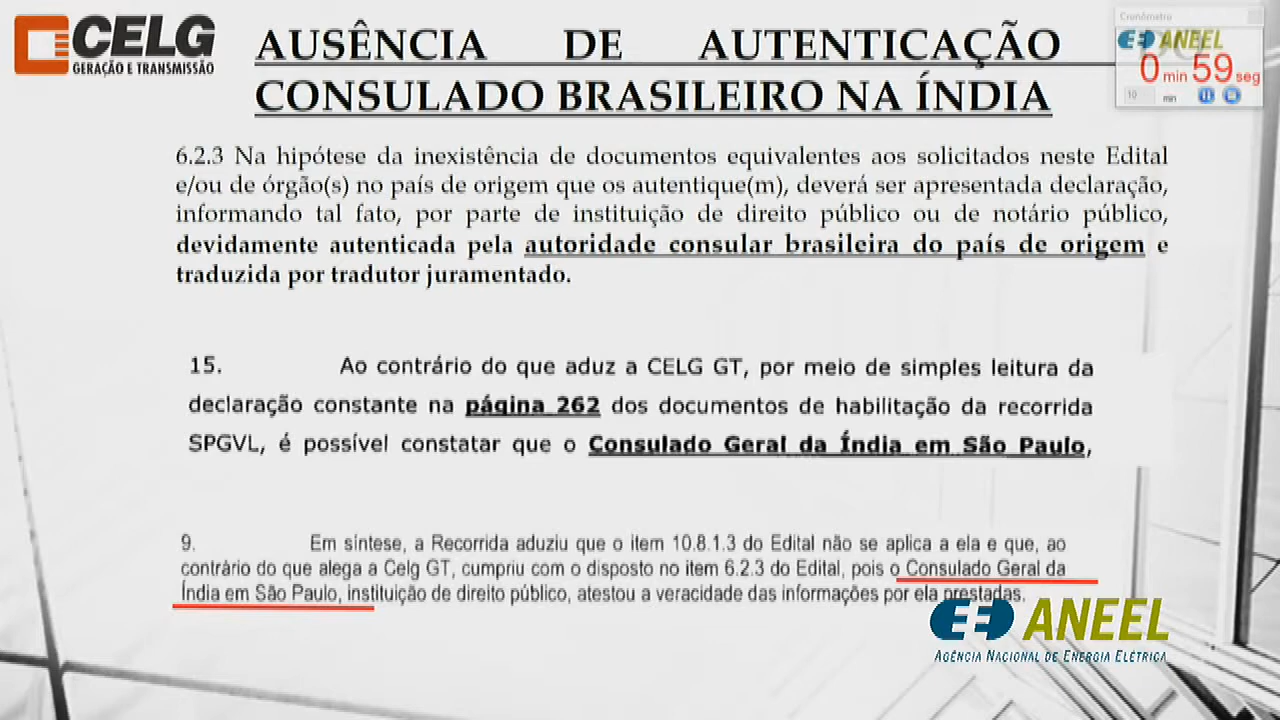 CELG
GERAÇÃO E TRANSMISSÃO
AUSÊNCIA DE AUTENTICAÇÃO
CONSULADO BRASILEIRO NA ÍNDIA
Cronômetro
ANEEL
0 min 59 seg
10 min
6.2.3 Na hipótese da inexistência de documentos equivalentes aos solicitados neste Edital
e/ou de órgão(s) no país de origem que os autentique(m), deverá ser apresentada declaração,
informando tal fato, por parte de instituição de direito público ou de notário público,
devidamente autenticada pela autoridade consular brasileira do país de origem e
traduzida por tradutor juramentado.
15. Ao contrário do que aduz a CELG GT, por meio de simples leitura da
declaração constante na página 262 dos documentos de habilitação da recorrida
SPGVL, é possível constatar que o Consulado Geral da Índia em São Paulo,
9. Em síntese, a Recorrida aduziu que o item 10.8.1.3 do Edital não se aplica a ela e que, ao
contrário do que alega a Celg GT, cumpriu com o disposto no item 6.2.3 do Edital, pois o Consulado Geral da
Índia em São Paulo, instituição de direito público, atestou a veracidade das informações por ela prestadas.
ANEEL
AGÊNCIA NACIONAL DE ENERGIA ELÉTRICA